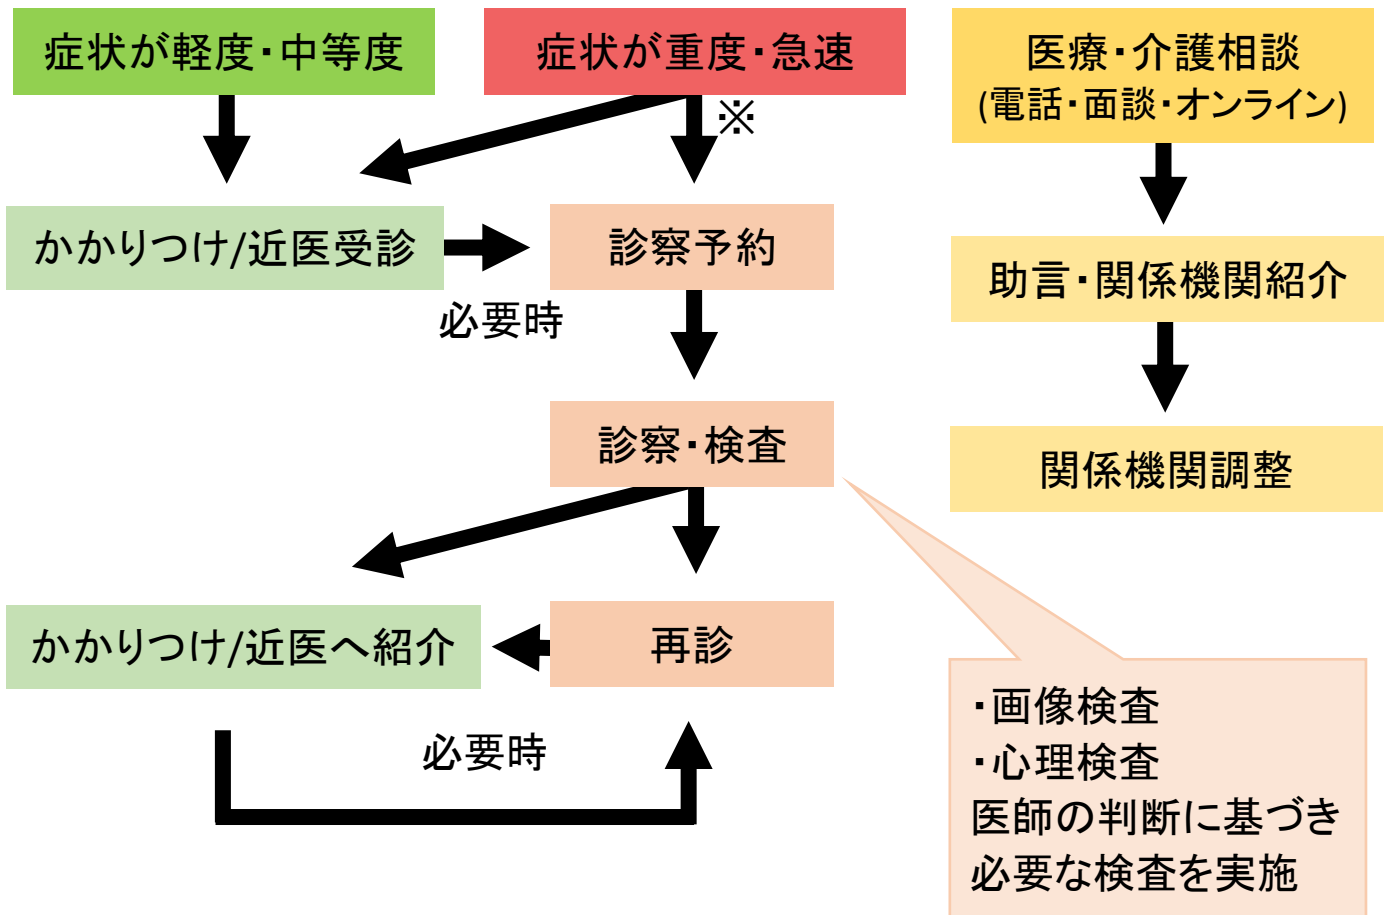 症状が軽度・中等度
症状が重度・急速
医療・介護相談
(電話・面談・オンライン)
※
かかりつけ/近医受診
診察予約
助言・関係機関紹介
必要時
診察・検査
関係機関調整
かかりつけ/近医へ紹介
再診
必要時
・画像検査
・心理検査
医師の判断に基づき
必要な検査を実施